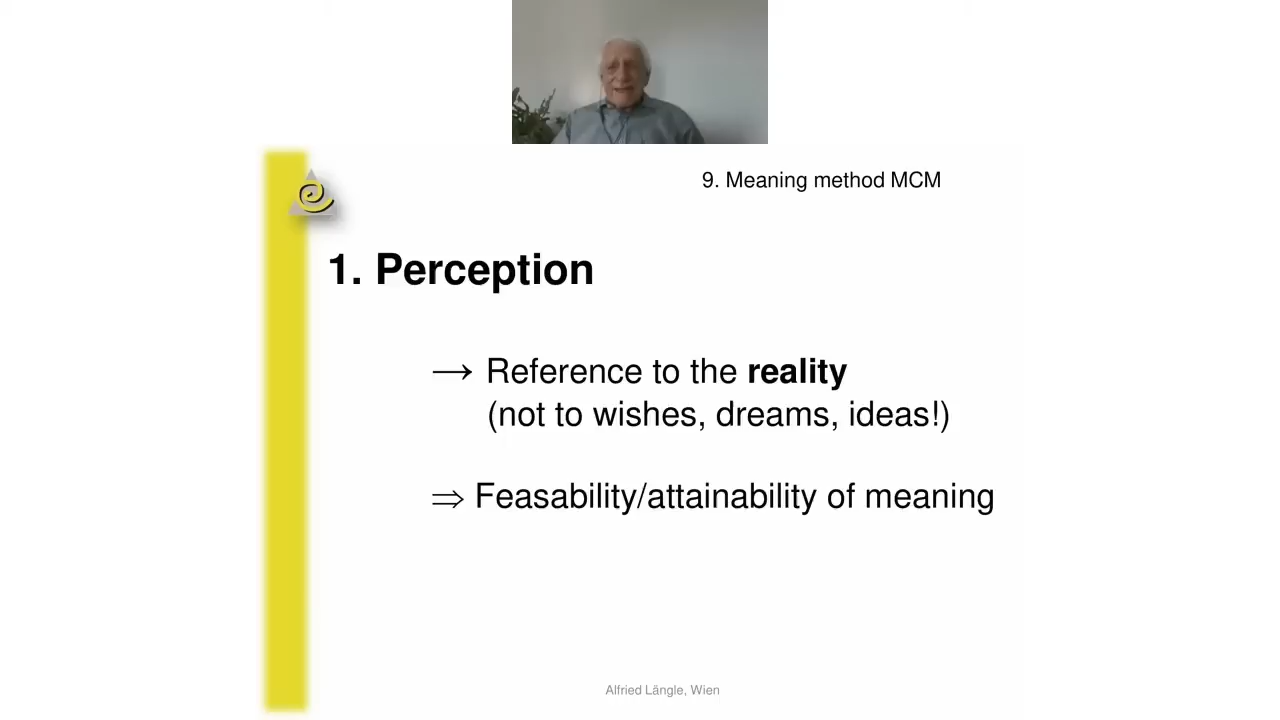 9. Meaning method MCM
1. Perception
→ Reference to the reality
(not to wishes, dreams, ideas!)
⇒ Feasability/attainability of meaning
Alfried Längle, Wien